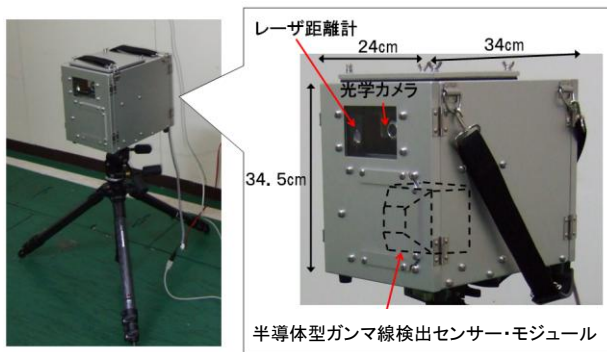 レーザ距離計
24cm
34cm
光学カメラ
34.5cm
半導体型ガンマ線検出センサー・モジュール